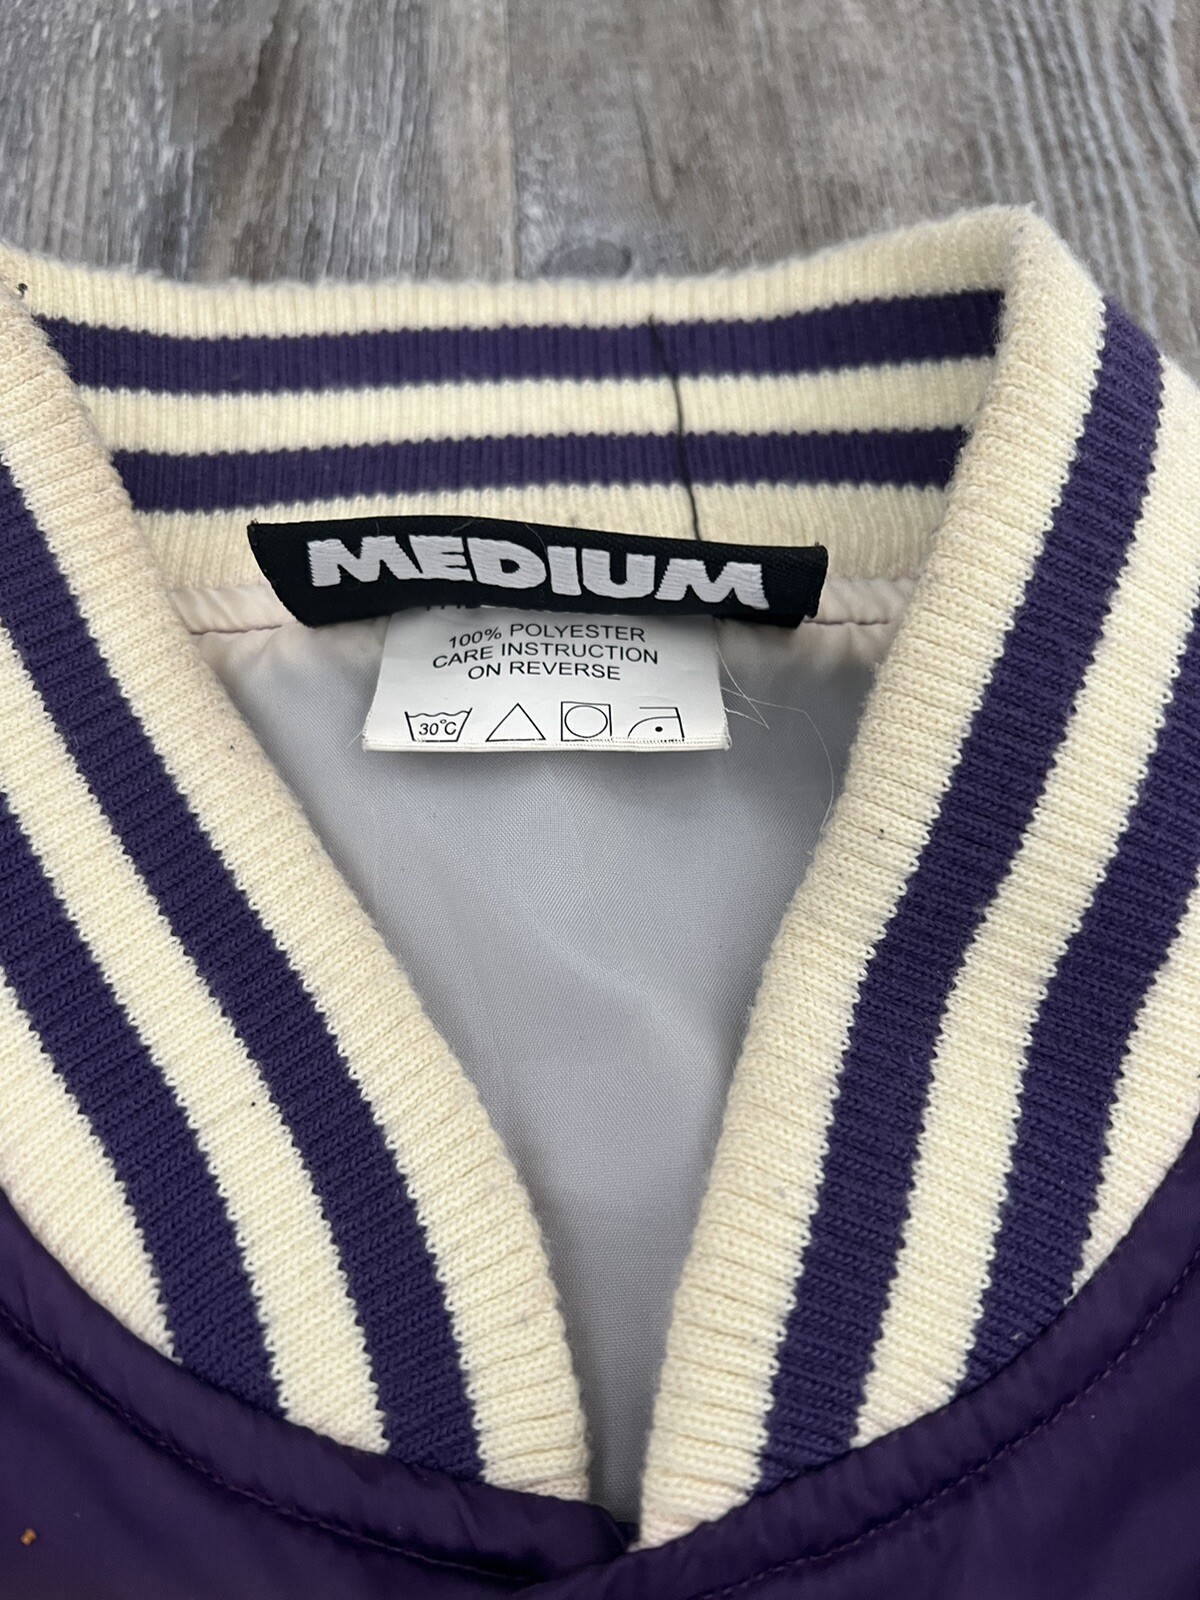 MEDIUM
100% POLYESTER
CARE INSTRUCTION
ON REVERSE
30°C